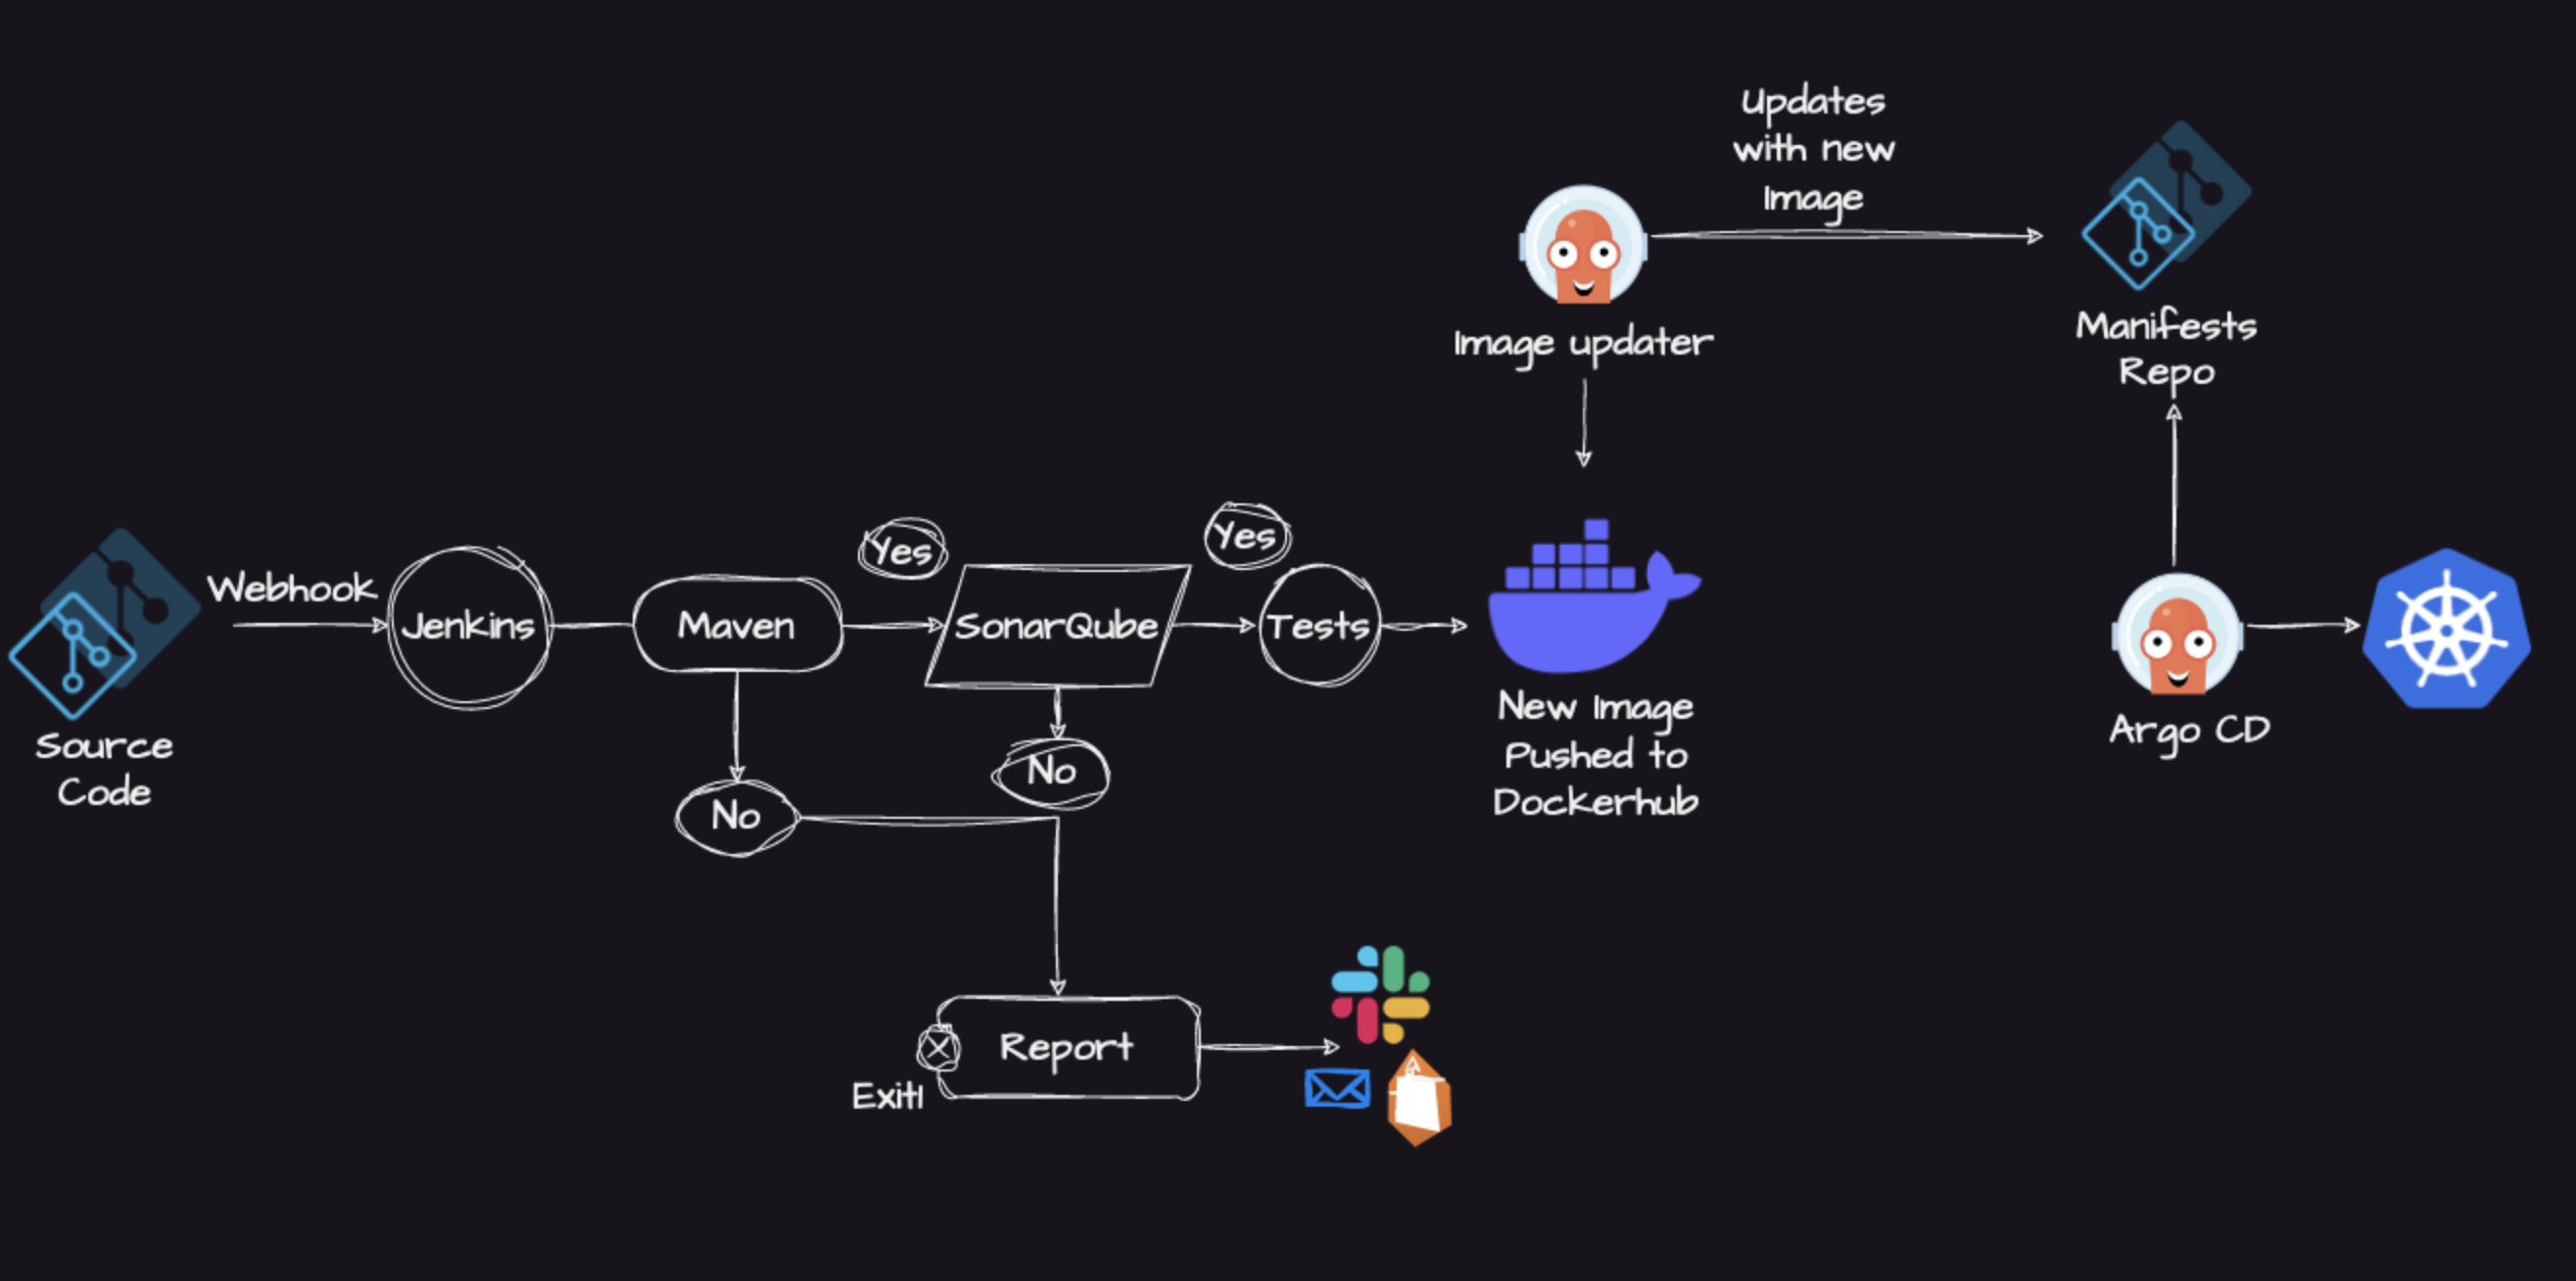 Updates
with new
Image
Image updater
Manifests
Repo
Webhook
Jenkins
Maven
Yes
SonarQube
Yes
Tests
Source
Code
No
No
New Image
Pushed to
Dockerhub
Argo CD
Report
Exit!